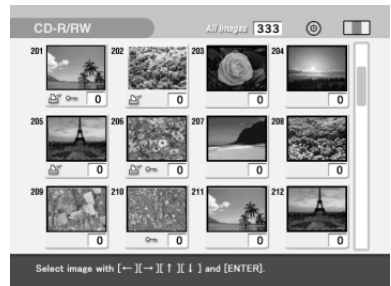 CD-R/RW All Images 333
201 202 203 204
0 0 0 0
205 206 207 208
0 0 0 0
209 210 211 212
0 0 0 0
Select image with [←][→][↑][↓] and [ENTER].